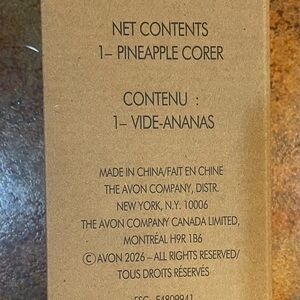 NET CONTENTS
1– PINEAPPLE CORER
CONTENU :
1– VIDE-ANANAS
MADE IN CHINA/FAIT EN CHINE
THE AVON COMPANY, DISTR.
NEW YORK, N.Y. 10006
THE AVON COMPANY CANADA LIMITED,
MONTRÉAL H9R 1B6
© AVON 2026 – ALL RIGHTS RESERVED/
TOUS DROITS RÉSERVÉS